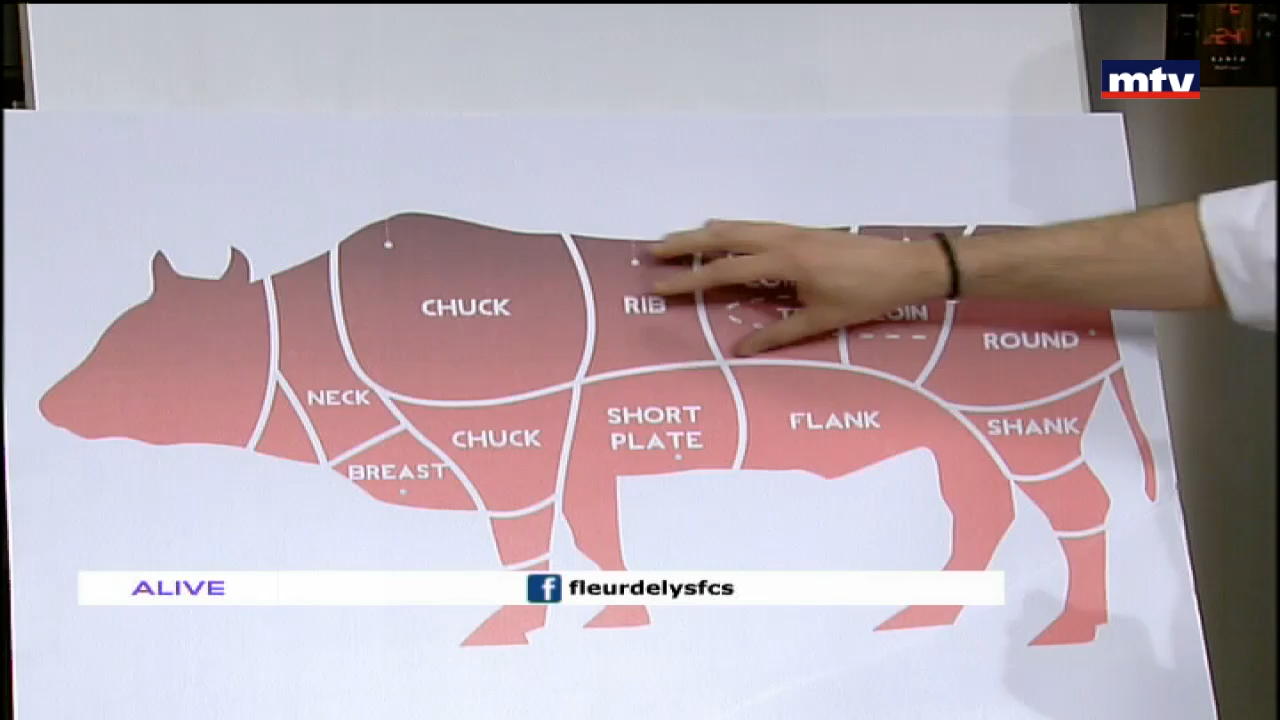 mtv
CHUCK
RIB
LOIN
ROUND
NECK
CHUCK
SHORT
PLATE
FLANK
SHANK
BREAST
ALIVE
fleurdelysfcs